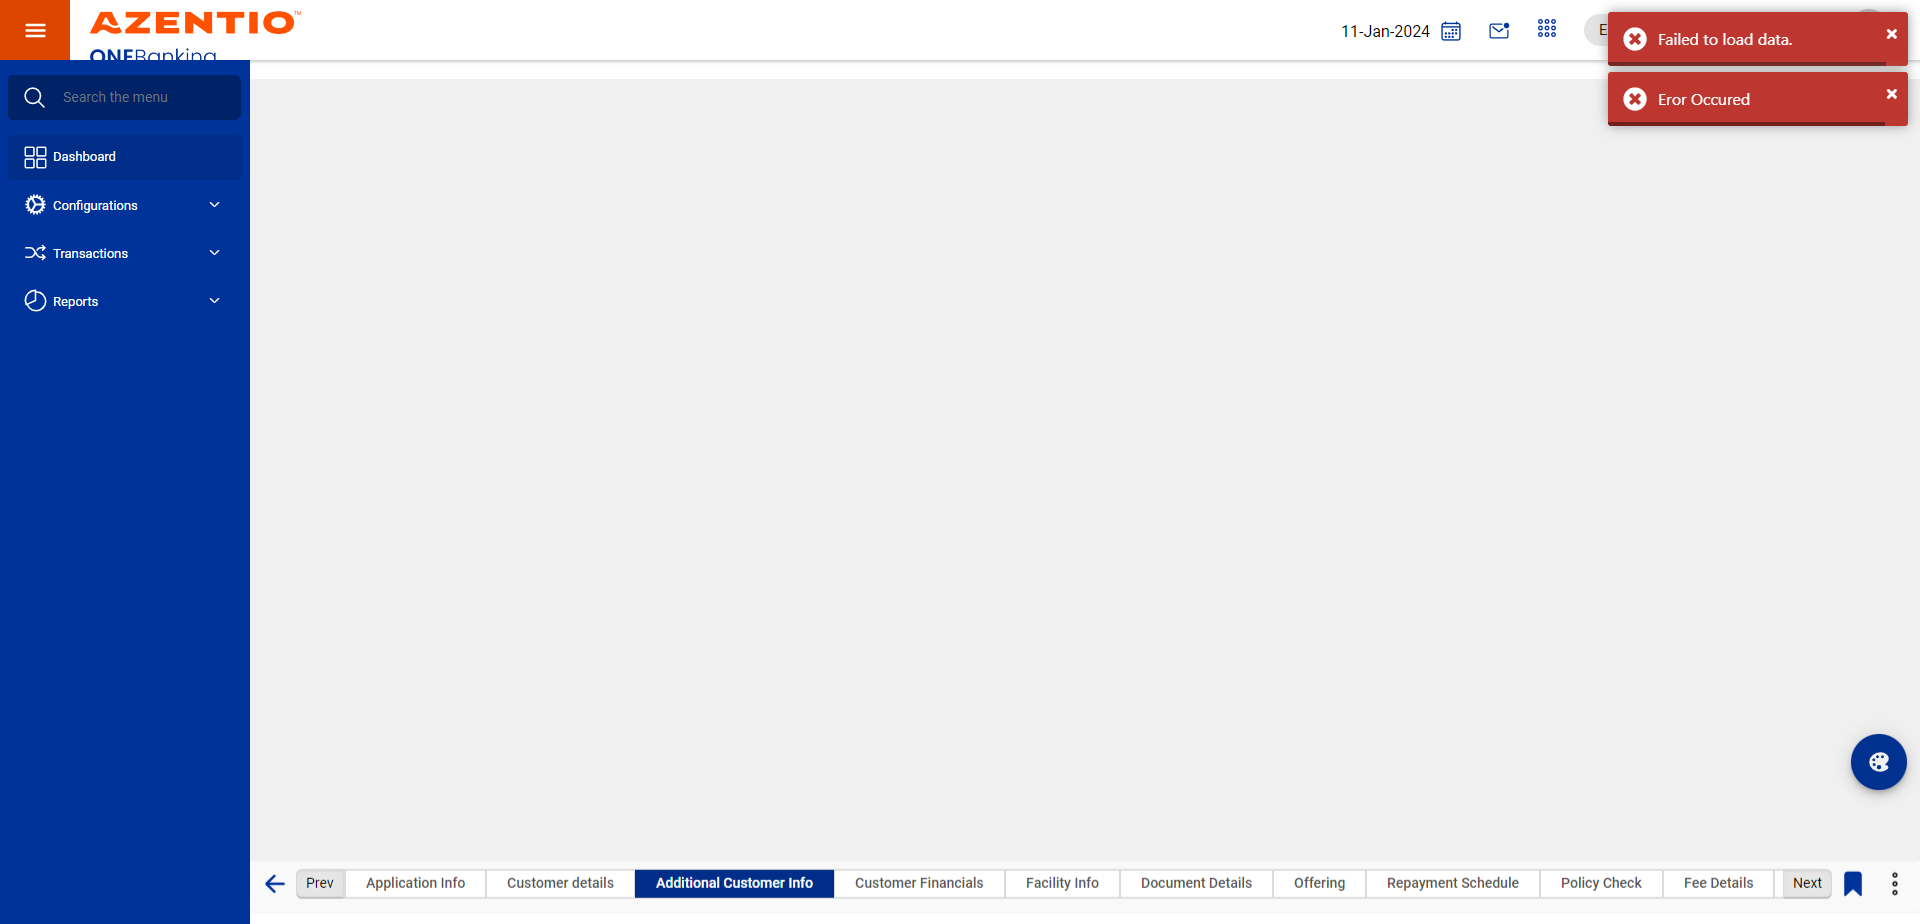 AZENTIO™
ONEBanking
11-Jan-2024
E
Failed to load data.
Eror Occured
Search the menu
Dashboard
Configurations
Transactions
Reports
Prev
Application Info
Customer details
Additional Customer Info
Customer Financials
Facility Info
Document Details
Offering
Repayment Schedule
Policy Check
Fee Details
Next